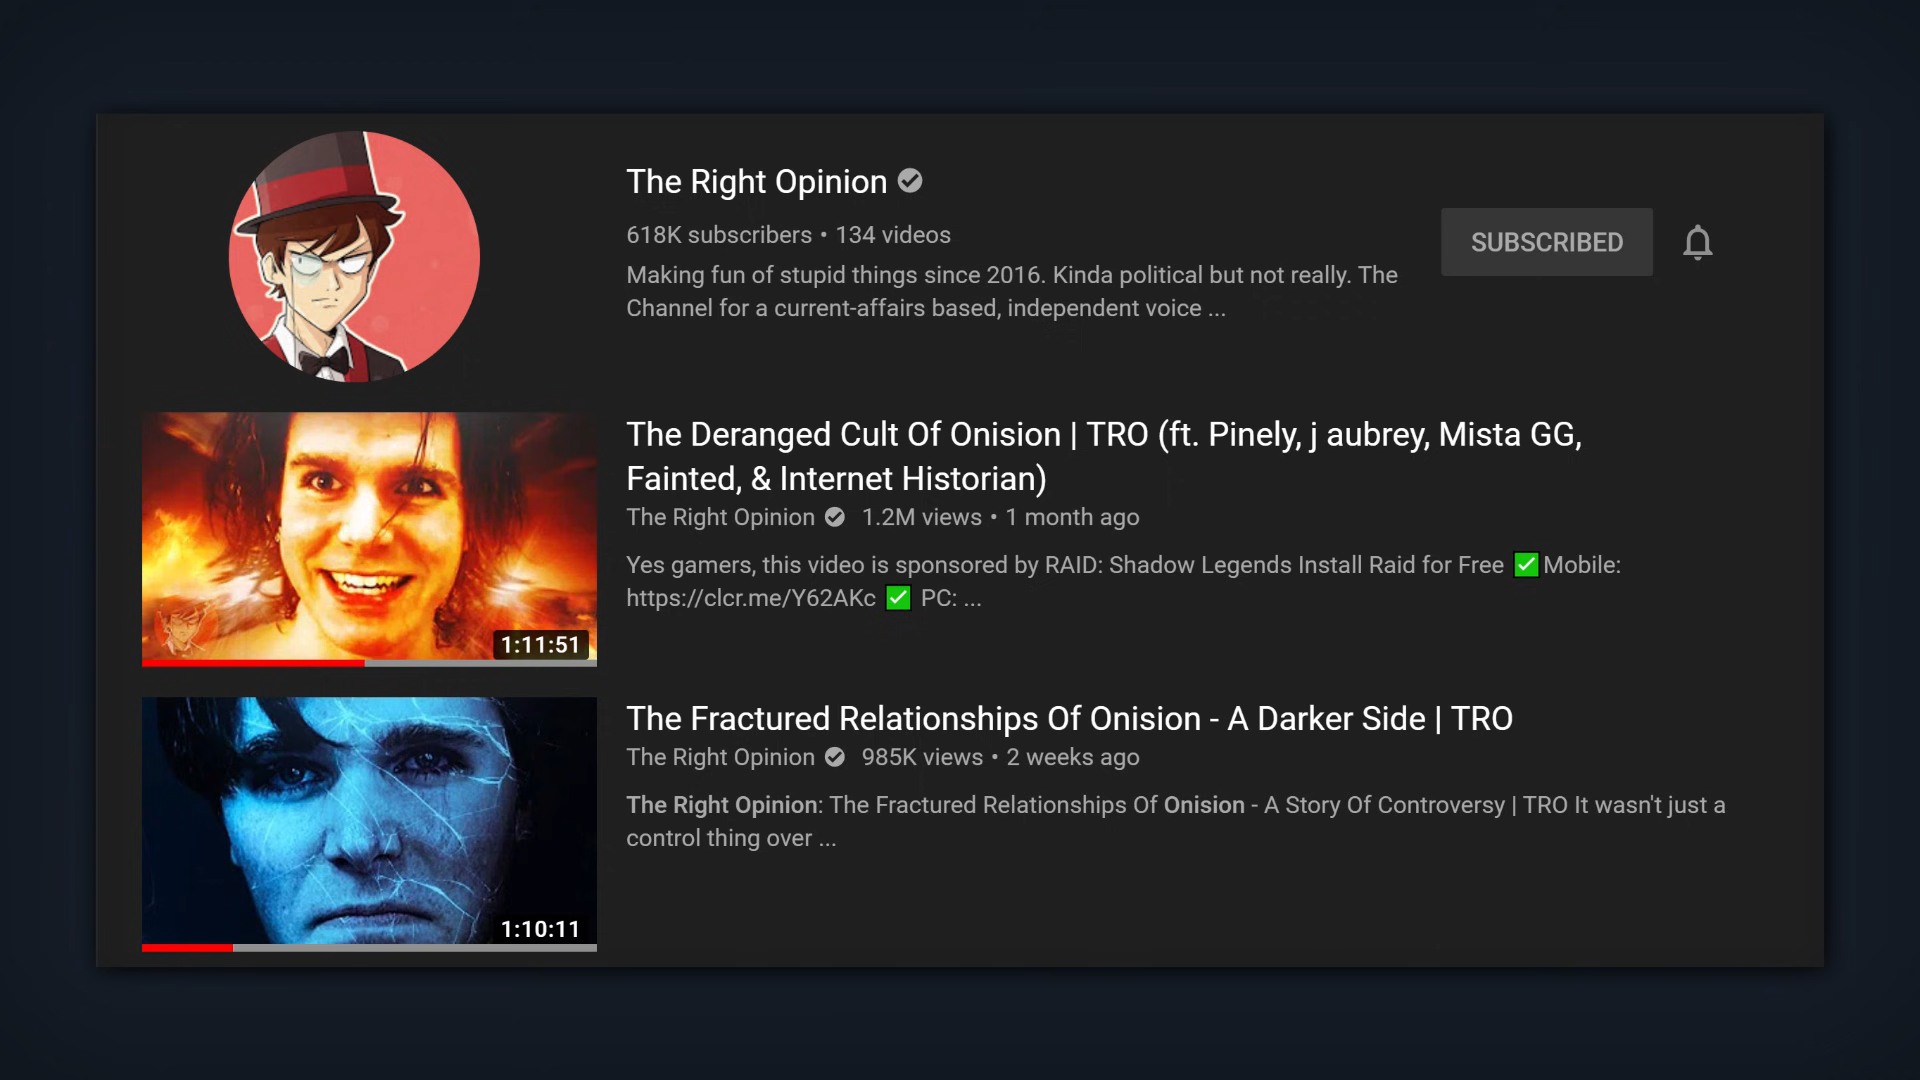 The Right Opinion
618K subscribers • 134 videos
Making fun of stupid things since 2016. Kinda political but not really. The
Channel for a current-affairs based, independent voice ...
SUBSCRIBED
The Deranged Cult Of Onision | TRO (ft. Pinely, j aubrey, Mista GG,
Fainted, & Internet Historian)
The Right Opinion 1.2M views • 1 month ago
Yes gamers, this video is sponsored by RAID: Shadow Legends Install Raid for Free ✅ Mobile:
https://clcr.me/Y62AKc ✅ PC: ...
1:11:51
The Fractured Relationships Of Onision - A Darker Side | TRO
The Right Opinion 985K views • 2 weeks ago
The Right Opinion: The Fractured Relationships Of Onision - A Story Of Controversy | TRO It wasn't just a
control thing over ...
1:10:11